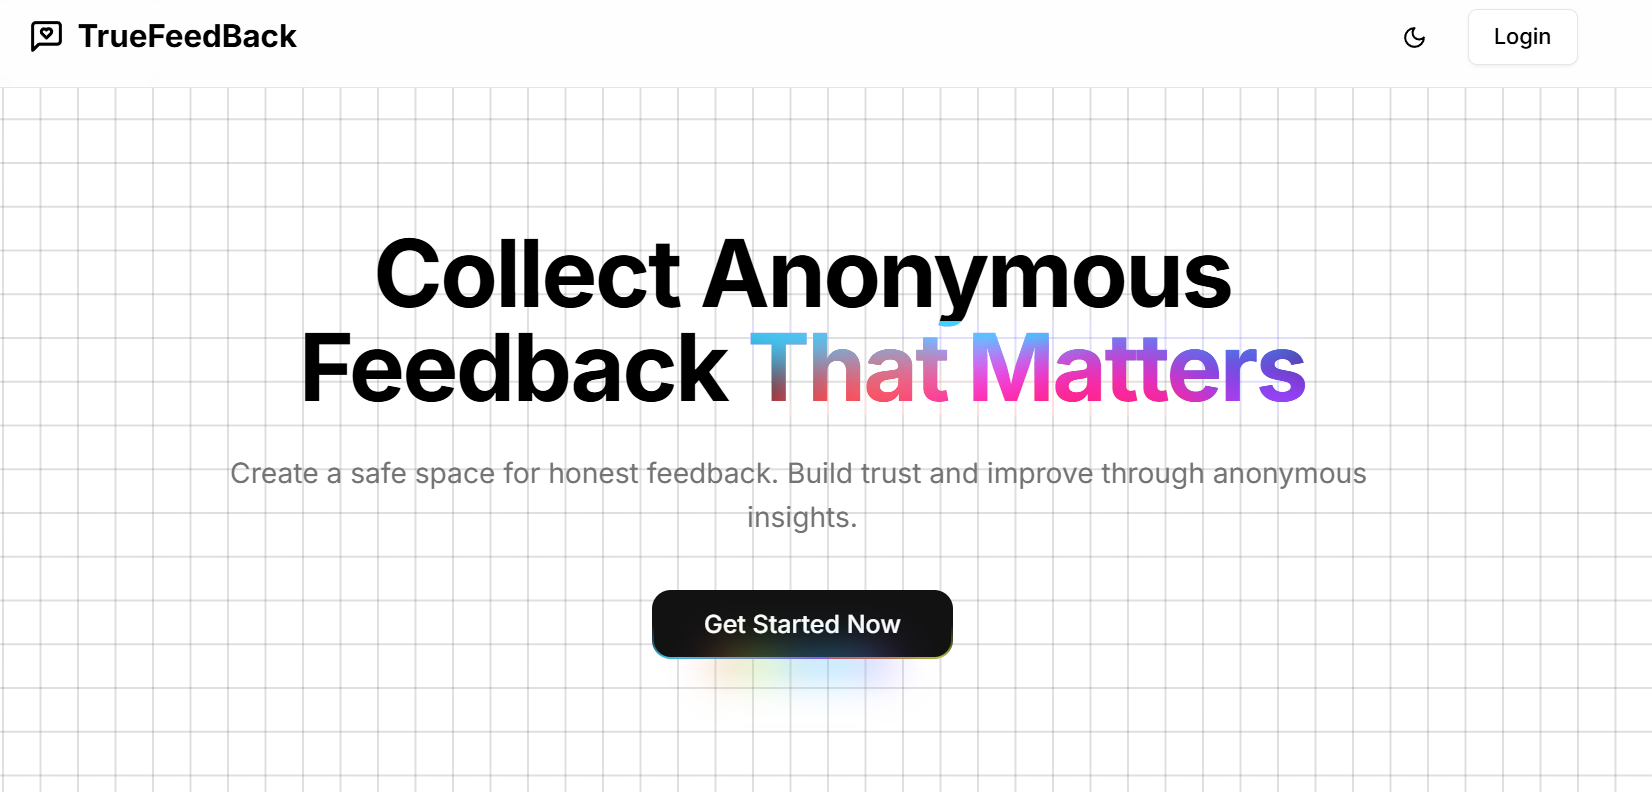 TrueFeedBack
Login
Collect Anonymous
Feedback That Matters
Create a safe space for honest feedback. Build trust and improve through anonymous
insights.
Get Started Now